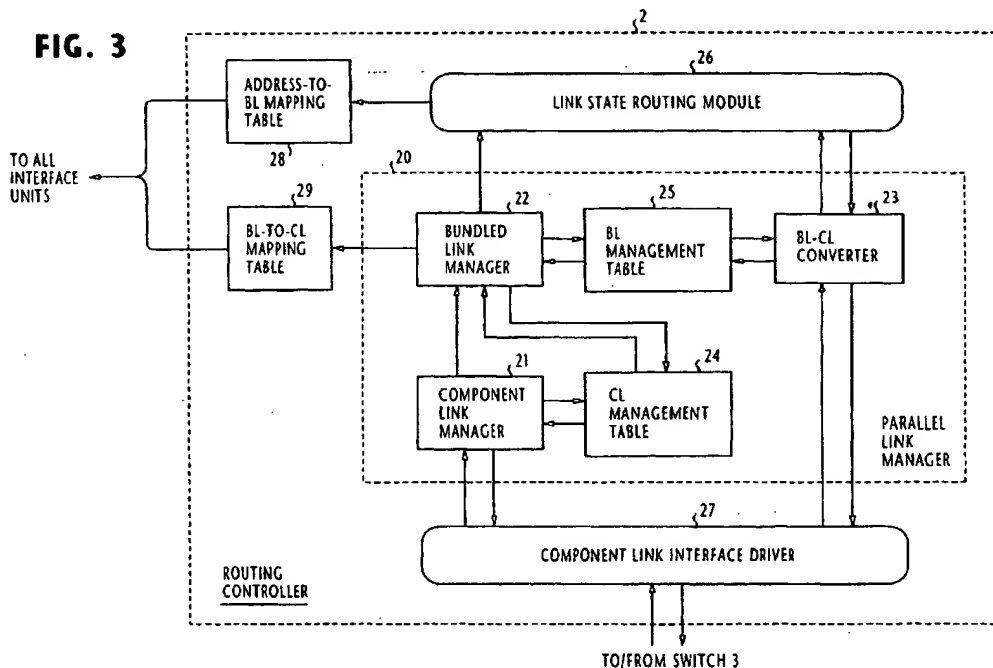 FIG. 3
2
ADDRESS-TO-
BL MAPPING
TABLE
28
26
LINK STATE ROUTING MODULE
TO ALL
INTERFACE
UNITS
20
29
BL-TO-CL
MAPPING
TABLE
22
BUNDLED
LINK
MANAGER
25
BL
MANAGEMENT
TABLE
23
BL-CL
CONVERTER
21
COMPONENT
LINK
MANAGER
24
CL
MANAGEMENT
TABLE
PARALLEL
LINK
MANAGER
27
COMPONENT LINK INTERFACE DRIVER
ROUTING
CONTROLLER
TO/FROM SWITCH 3